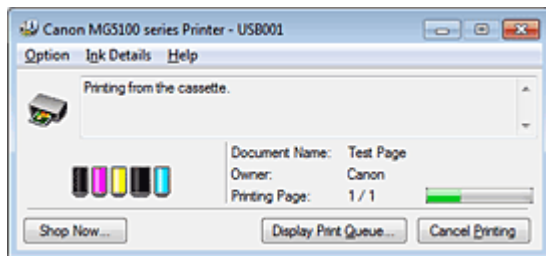 Canon MG5100 series Printer - USB001
Option Ink Details Help
Printing from the cassette.
Document Name: Test Page
Owner: Canon
Printing Page: 1 / 1
Shop Now... Display Print Queue... Cancel Printing